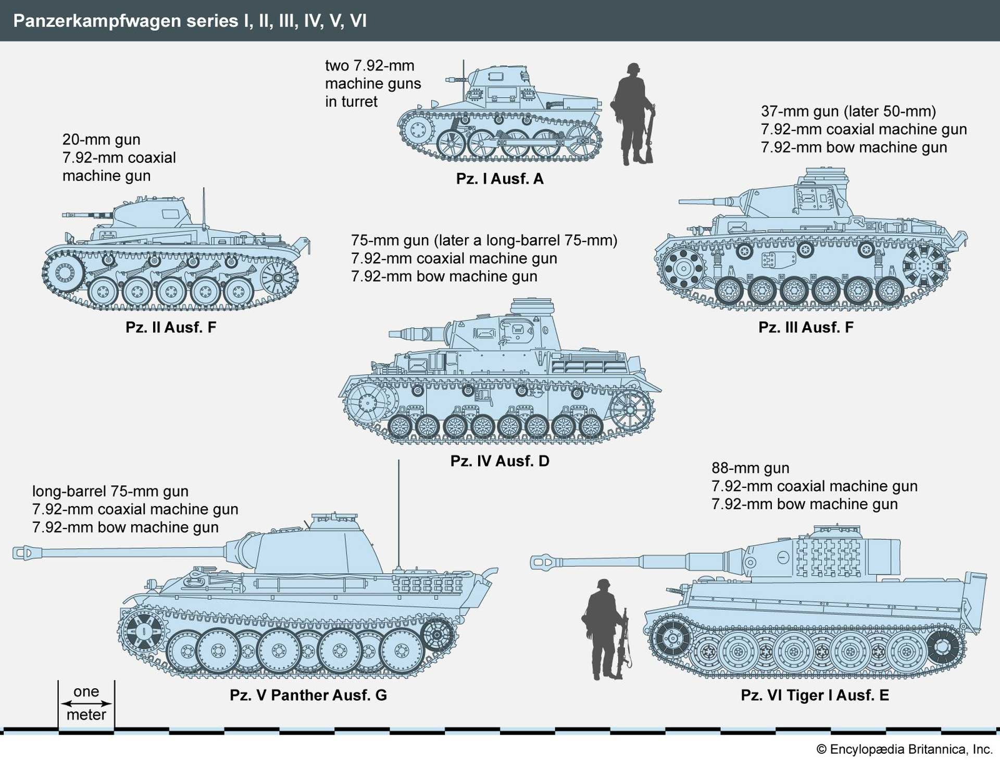 Panzerkampfwagen series I, II, III, IV, V, VI
two 7.92-mm
machine guns
in turret
Pz. I Ausf. A
20-mm gun
7.92-mm coaxial
machine gun
Pz. II Ausf. F
37-mm gun (later 50-mm)
7.92-mm coaxial machine gun
7.92-mm bow machine gun
Pz. III Ausf. F
75-mm gun (later a long-barrel 75-mm)
7.92-mm coaxial machine gun
7.92-mm bow machine gun
Pz. IV Ausf. D
long-barrel 75-mm gun
7.92-mm coaxial machine gun
7.92-mm bow machine gun
Pz. V Panther Ausf. G
88-mm gun
7.92-mm coaxial machine gun
7.92-mm bow machine gun
Pz. VI Tiger I Ausf. E
one
meter
© Encylopædia Britannica, Inc.